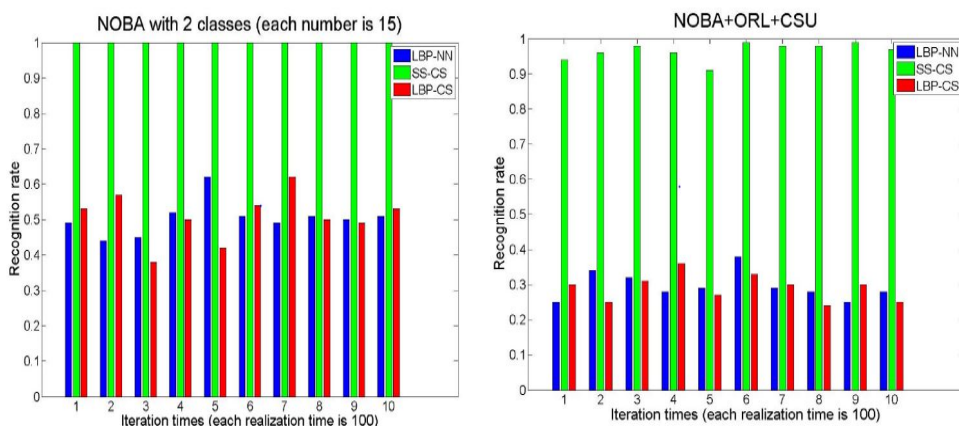 NOBA with 2 classes (each number is 15)
1
0.9
0.8
0.7
0.6
0.5
0.4
0.3
0.2
0.1
0
Recognition rate
LBP-NN
SS-CS
LBP-CS
1 2 3 4 5 6 7 8 9 10
Iteration times (each realization time is 100)
NOBA+ORL+CSU
1
0.9
0.8
0.7
0.6
0.5
0.4
0.3
0.2
0.1
0
Recognition rate
LBP-NN
SS-CS
LBP-CS
1 2 3 4 5 6 7 8 9 10
Iteration times (each realization time is 100)